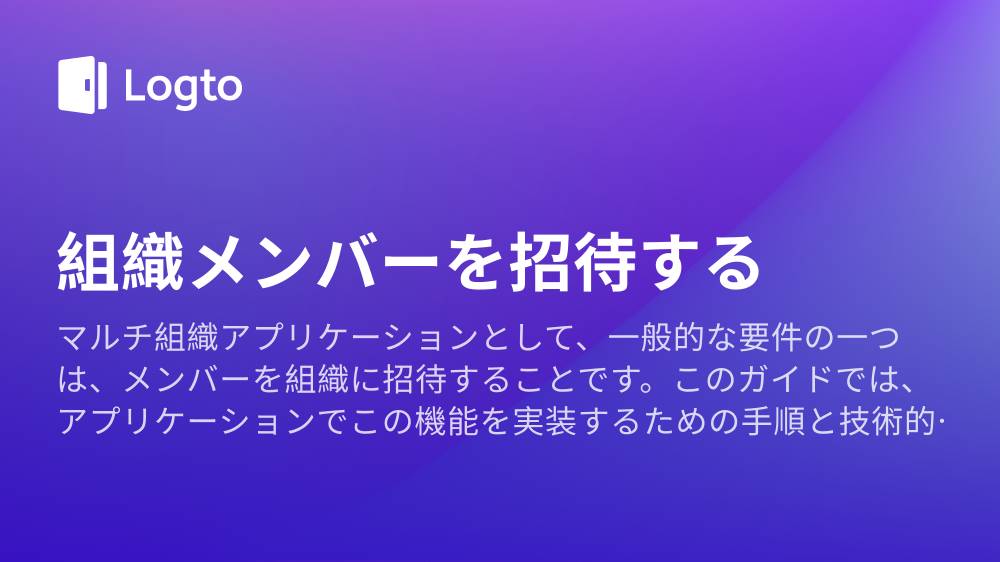 Logto
組織メンバーを招待する
マルチ組織アプリケーションとして、一般的な要件の一つ
は、メンバーを組織に招待することです。このガイドでは、
アプリケーションでこの機能を実装するための手順と技術的·